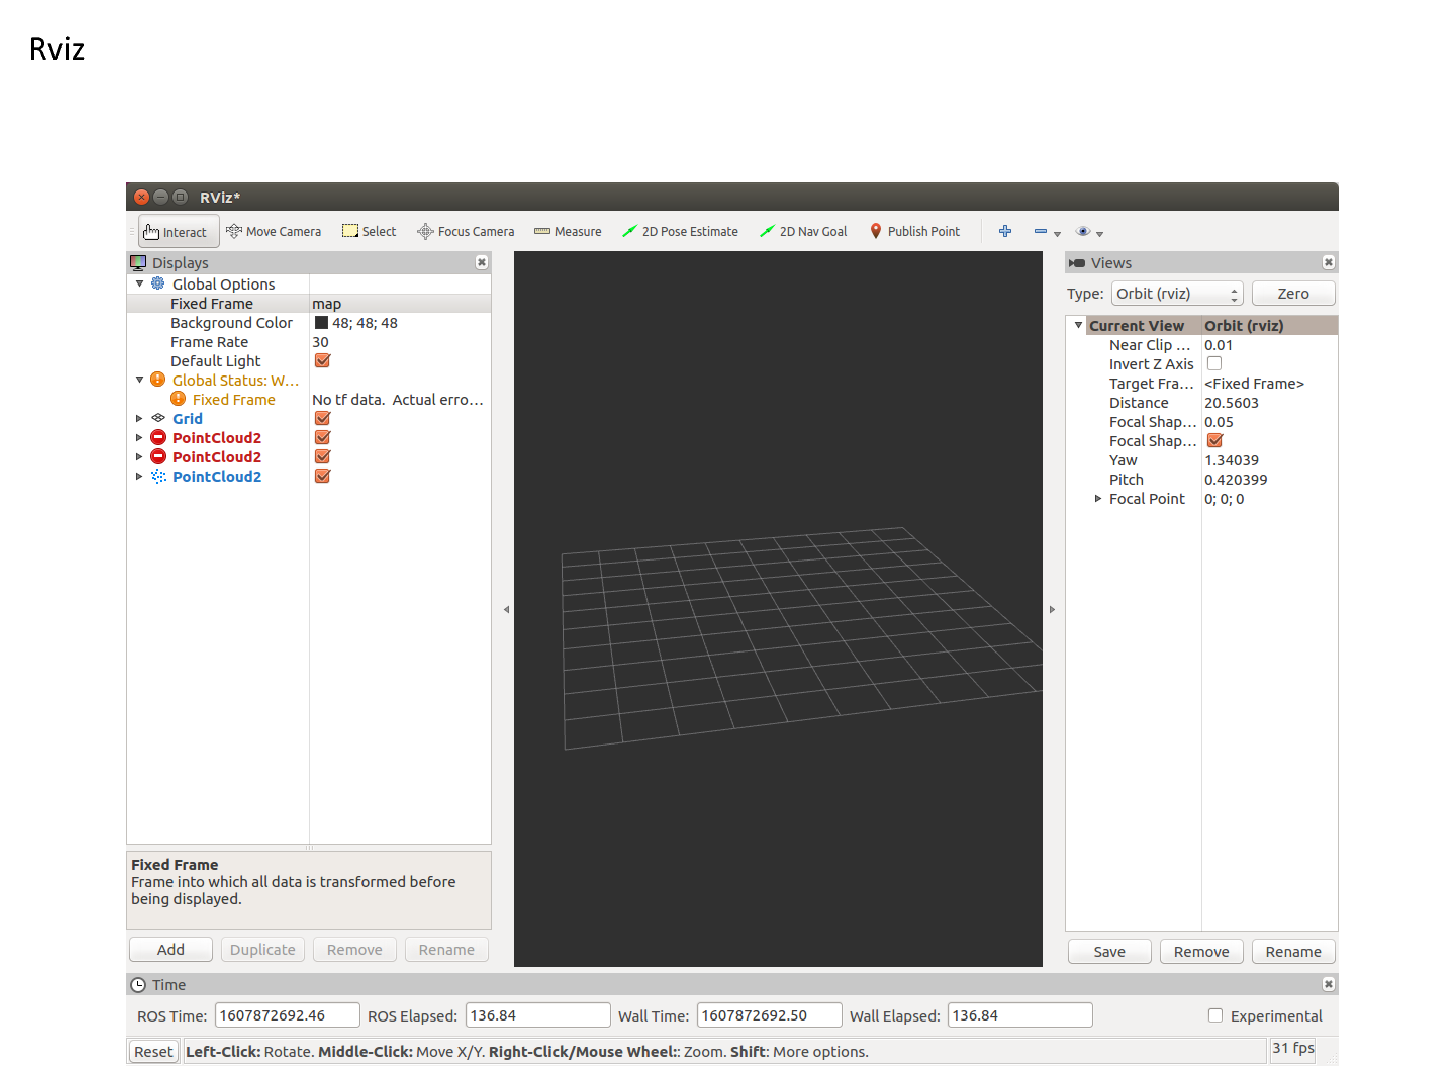 Rviz
RViz*
Interact Move Camera Select Focus Camera Measure 2D Pose Estimate 2D Nav Goal Publish Point
Displays
Global Options
Fixed Frame map
Background Color 48; 48; 48
Frame Rate 30
Default Light
Global Status: W...
Fixed Frame No tf data. Actual erro...
Grid
PointCloud2
PointCloud2
PointCloud2
Fixed Frame
Frame into which all data is transformed before
being displayed.
Add Duplicate Remove Rename
Views
Type: Orbit (rviz) Zero
Current View Orbit (rviz)
Near Clip ... 0.01
Invert Z Axis
Target Fra... <Fixed Frame>
Distance 20.5603
Focal Shap... 0.05
Focal Shap...
Yaw 1.34039
Pitch 0.420399
Focal Point 0; 0; 0
Save Remove Rename
Time
ROS Time: 1607872692.46 ROS Elapsed: 136.84 Wall Time: 1607872692.50 Wall Elapsed: 136.84 Experimental
Reset Left-Click: Rotate. Middle-Click: Move X/Y. Right-Click/Mouse Wheel:: Zoom. Shift: More options. 31 fps